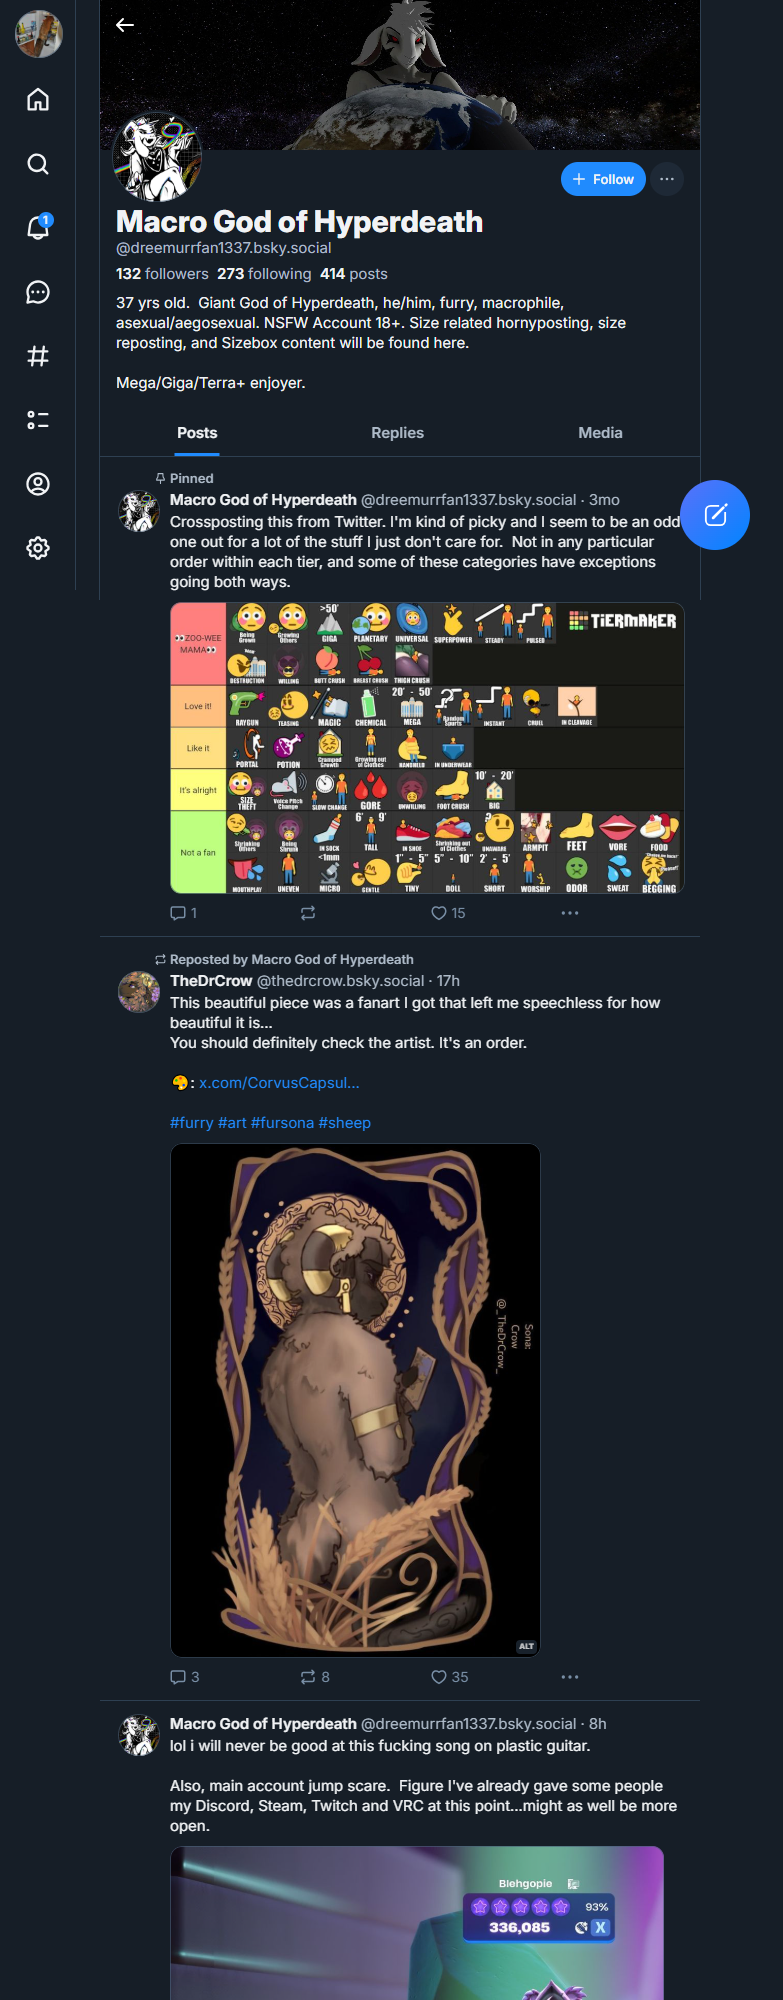 1
Follow
Macro God of Hyperdeath
@dreemurrfan1337.bsky.social
132 followers 273 following 414 posts
37 yrs old.  Giant God of Hyperdeath, he/him, furry, macrophile,
asexual/aegosexual. NSFW Account 18+. Size related hornyposting, size
reposting, and Sizebox content will be found here.
Mega/Giga/Terra+ enjoyer.
Posts Replies Media
Pinned
Macro God of Hyperdeath @dreemurrfan1337.bsky.social · 3mo
Crossposting this from Twitter. I'm kind of picky and I seem to be an odd
one out for a lot of the stuff I just don't care for.  Not in any particular
order within each tier, and some of these categories have exceptions
going both ways.
👀ZOO-WEE MAMA👀
Being Grown
Growing Others
>50' GIGA
PLANETARY
UNIVERSAL
SUPERPOWER
STEADY
PULSED
TiERMAKER
DESTRUCTION
WILLING
BUTT CRUSH
BREAST CRUSH
THIGH CRUSH
Love it!
RAYGUN
TEASING
MAGIC
CHEMICAL
20' - 50' MEGA
Random Spurts
INSTANT
CRUEL
IN CLEAVAGE
Like it
PORTAL
POTION
Cramped Growth
Growing out of Clothes
HANDHELD
IN UNDERWEAR
It's alright
SIZE THEFT
Voice Pitch Change
SLOW CHANGE
GORE
UNWILLING
FOOT CRUSH
10' - 20' BIG
Not a fan
Shrinking Others
Being Shrunk
IN SOCK
6' 9' TALL
IN SHOE
Shrinking out of Clothes
UNAWARE
ARMPIT
FEET
VORE
FOOD
MOUTHPLAY
UNEVEN
<1mm MICRO
GENTLE
1" - 5" TINY
5" - 10" DOLL
2' - 5' SHORT
WORSHIP
ODOR
SWEAT
BEGGING
1 15
Reposted by Macro God of Hyperdeath
TheDrCrow @thedrcrow.bsky.social · 17h
This beautiful piece was a fanart I got that left me speechless for how
beautiful it is...
You should definitely check the artist. It's an order.
🎨: x.com/CorvusCapsul...
#furry #art #fursona #sheep
Sona:
Crow
@_TheDrCrow_
ALT
3 8 35
Macro God of Hyperdeath @dreemurrfan1337.bsky.social · 8h
lol i will never be good at this fucking song on plastic guitar.
Also, main account jump scare.  Figure I've already gave some people
my Discord, Steam, Twitch and VRC at this point...might as well be more
open.
Blehgopie
93%
336,085
X